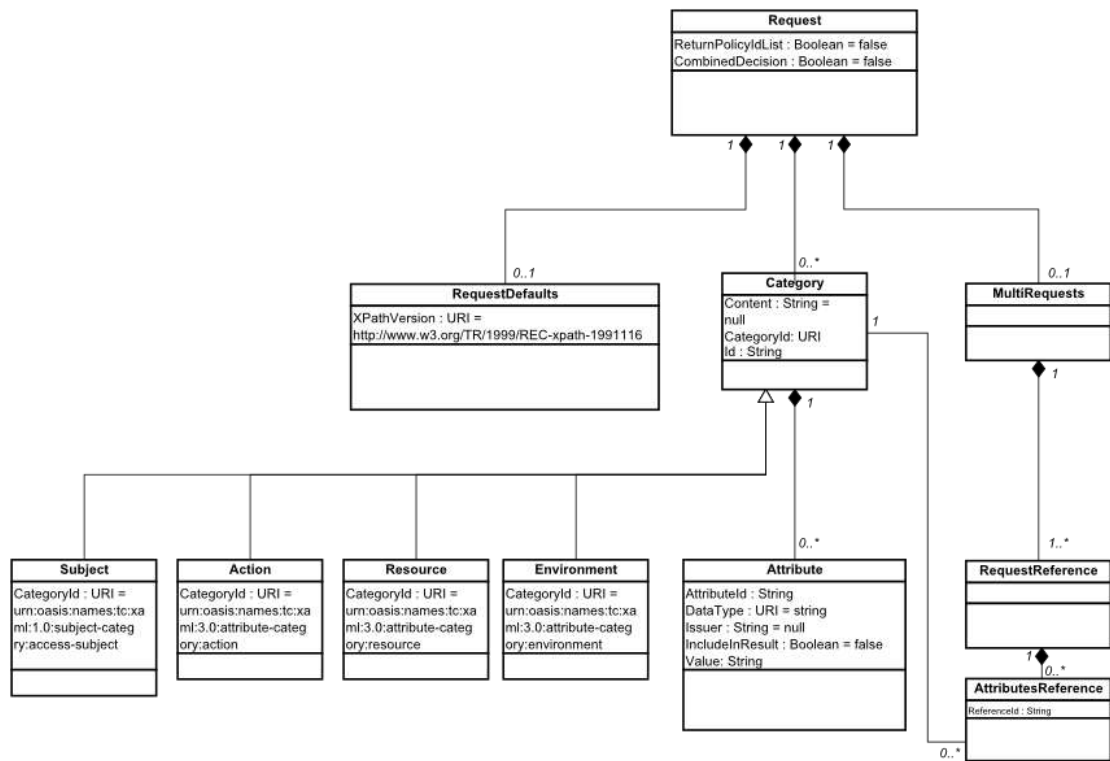 Request
ReturnPolicyIdList : Boolean = false
CombinedDecision : Boolean = false
1
1
1
0..1
0..*
0..1
RequestDefaults
XPathVersion : URI =
http://www.w3.org/TR/1999/REC-xpath-1991116
Category
Content : String =
null
CategoryId: URI
Id : String
1
MultiRequests
1
1
0..*
1..*
Subject
CategoryId : URI =
urn:oasis:names:tc:xa
ml:1.0:subject-categ
ry:access-subject
Action
CategoryId : URI =
urn:oasis:names:tc:xa
ml:3.0:attribute-categ
ory:action
Resource
CategoryId : URI =
urn:oasis:names:tc:xa
ml:3.0:attribute-categ
ory:resource
Environment
CategoryId : URI =
urn:oasis:names:tc:xa
ml:3.0:attribute-categ
ory:environment
Attribute
AttributeId : String
DataType : URI = string
Issuer : String = null
IncludeInResult : Boolean = false
Value: String
RequestReference
1
0..*
AttributesReference
ReferenceId : String
0..*